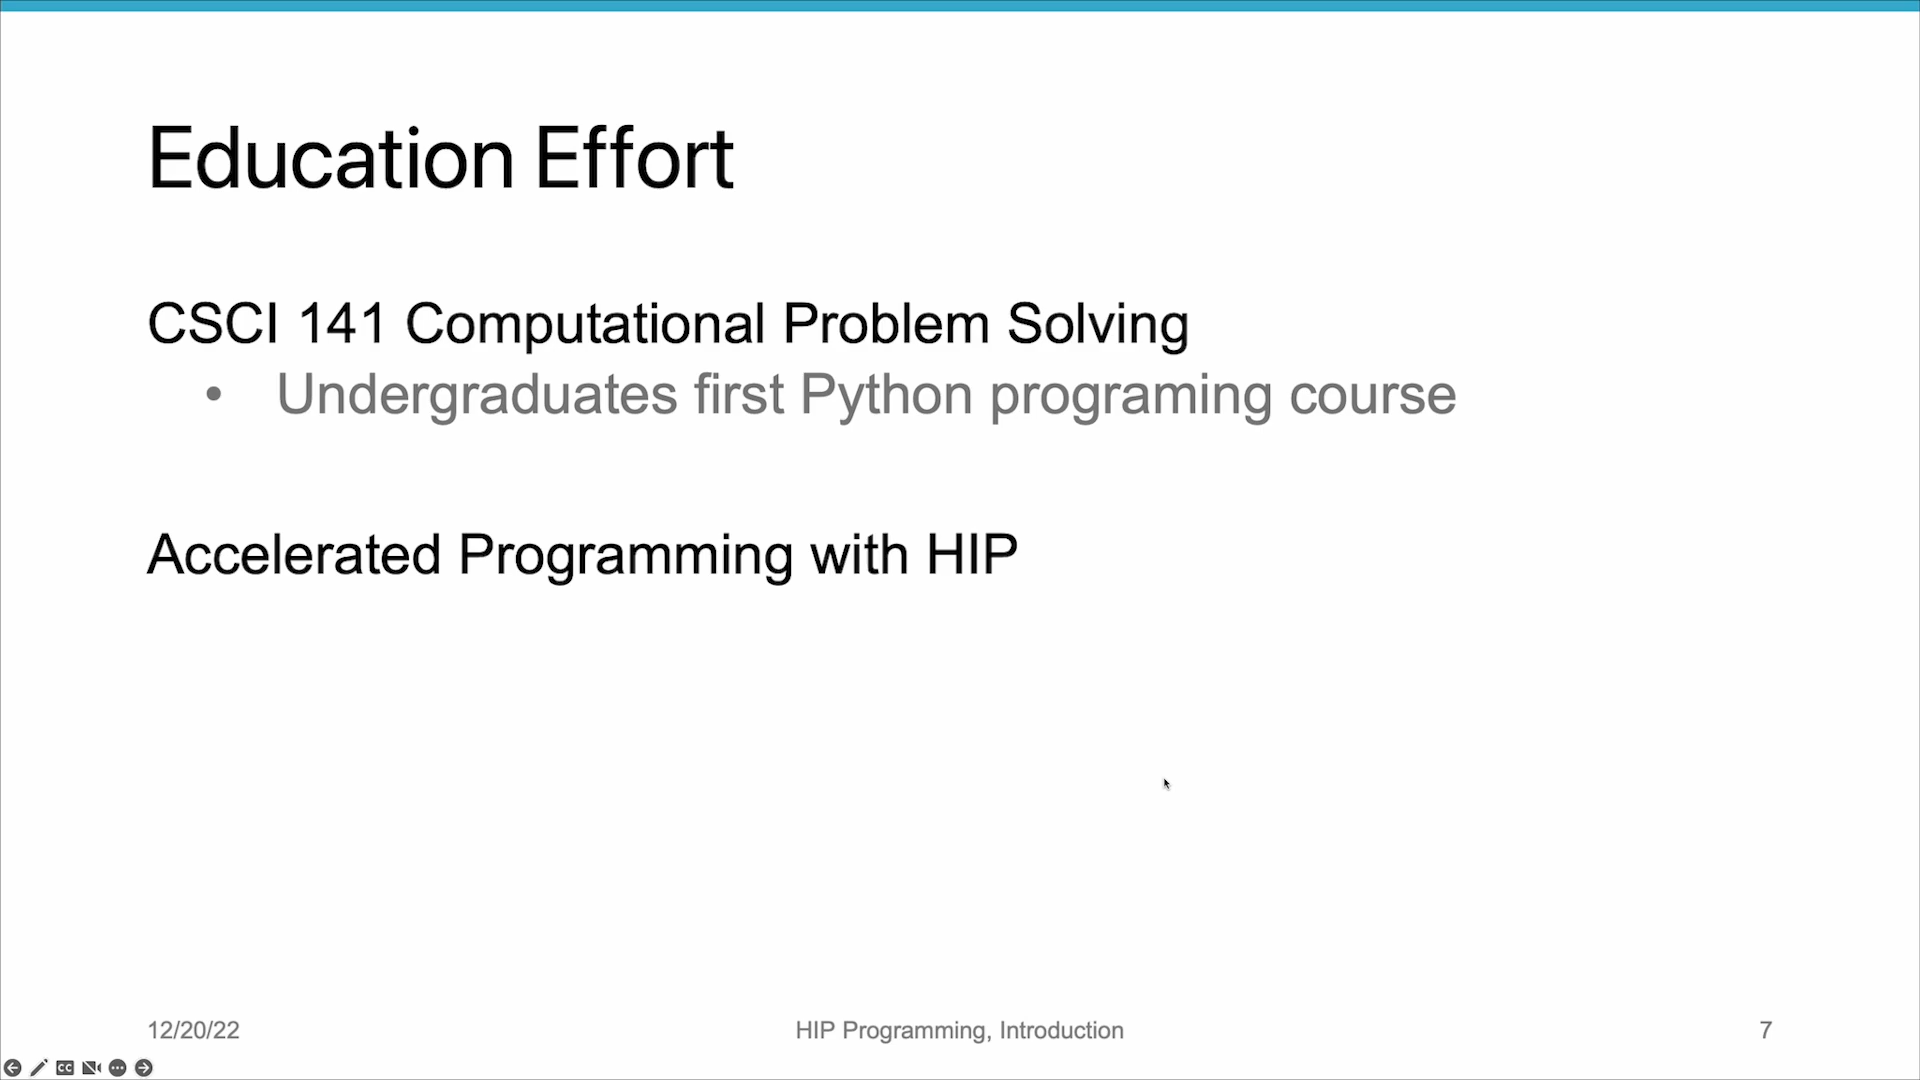 Education Effort
CSCI 141 Computational Problem Solving
• Undergraduates first Python programing course
Accelerated Programming with HIP
12/20/22
HIP Programming, Introduction
7
CC